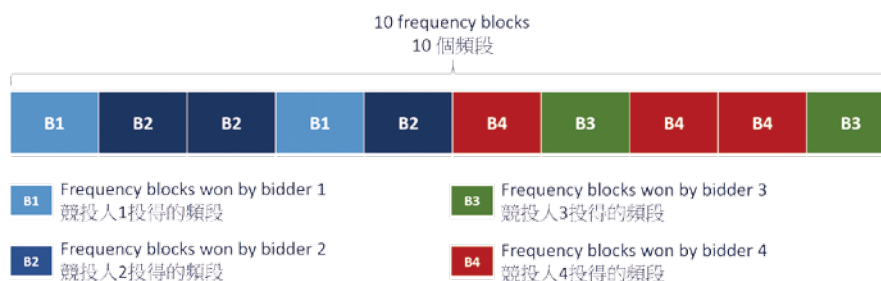 10 frequency blocks
10 個頻段
B1 B2 B2 B1 B2 B4 B3 B4 B4 B3
B1 Frequency blocks won by bidder 1
競投人1投得的頻段
B3 Frequency blocks won by bidder 3
競投人3投得的頻段
B2 Frequency blocks won by bidder 2
競投人2投得的頻段
B4 Frequency blocks won by bidder 4
競投人4投得的頻段